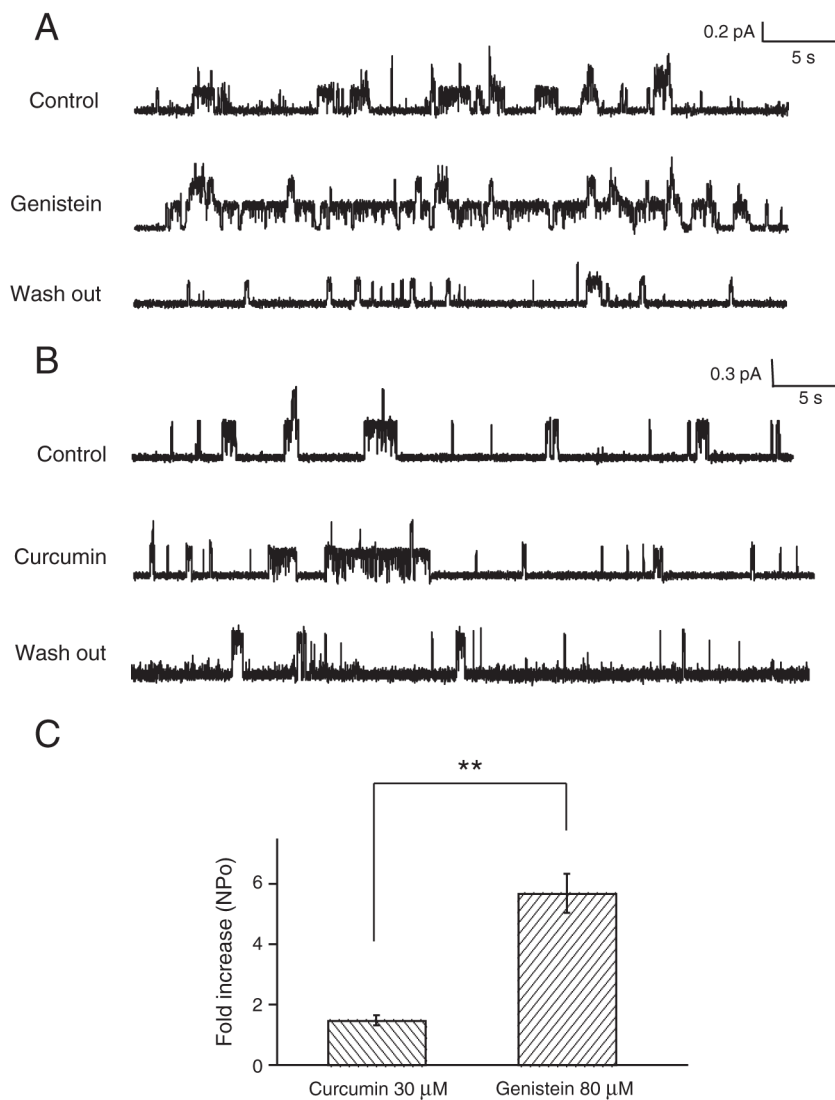 A
0.2 pA
5 s
Control
Genistein
Wash out
B
0.3 pA
5 s
Control
Curcumin
Wash out
C
**
Fold increase (NPo)
6
4
2
0
Curcumin 30 μM
Genistein 80 μM